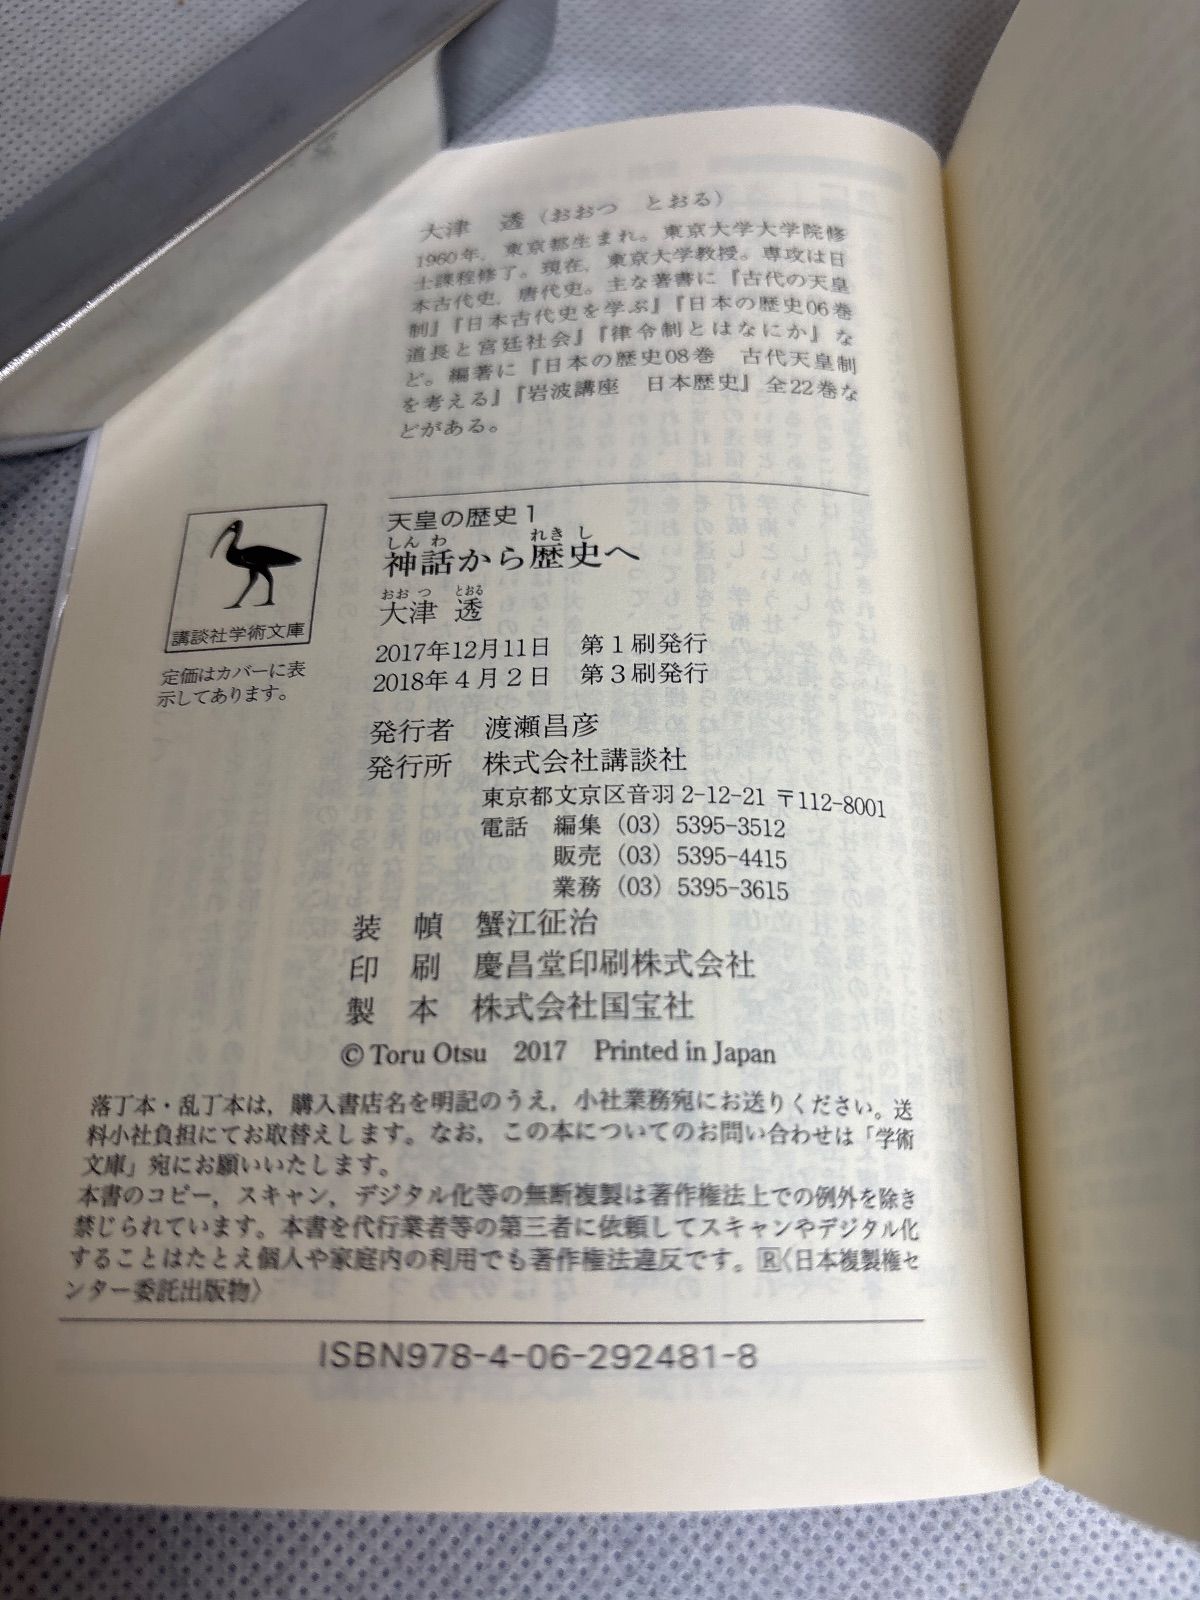 大津　透（おおつ　とおる）
1960年，東京都生まれ。東京大学大学院修
士課程修了。現在，東京大学教授。専攻は日
本古代史，唐代史。主な著書に『古代の天皇
制』『日本古代史を学ぶ』『日本の歴史06巻
道長と宮廷社会』『律令制とはなにか』な
ど。編著に『日本の歴史08巻　古代天皇制
を考える』『岩波講座　日本歴史』全22巻な
どがある。
講談社学術文庫
定価はカバーに表
示してあります。
天皇の歴史1
しんわ れきし
神話から歴史へ
おおつ とおる
大津　透
2017年12月11日　第1刷発行
2018年4月2日　第3刷発行
発行者　渡瀬昌彦
発行所　株式会社講談社
東京都文京区音羽 2-12-21 〒112-8001
電話　編集（03）5395-3512
販売（03）5395-4415
業務（03）5395-3615
装　幀　蟹江征治
印　刷　慶昌堂印刷株式会社
製　本　株式会社国宝社
© Toru Otsu　2017　Printed in Japan
落丁本・乱丁本は，購入書店名を明記のうえ，小社業務宛にお送りください。送
料小社負担にてお取替えします。なお，この本についてのお問い合わせは「学術
文庫」宛にお願いいたします。
本書のコピー，スキャン，デジタル化等の無断複製は著作権法上での例外を除き
禁じられています。本書を代行業者等の第三者に依頼してスキャンやデジタル化
することはたとえ個人や家庭内の利用でも著作権法違反です。R〈日本複製権セ
ンター委託出版物〉
ISBN978-4-06-292481-8